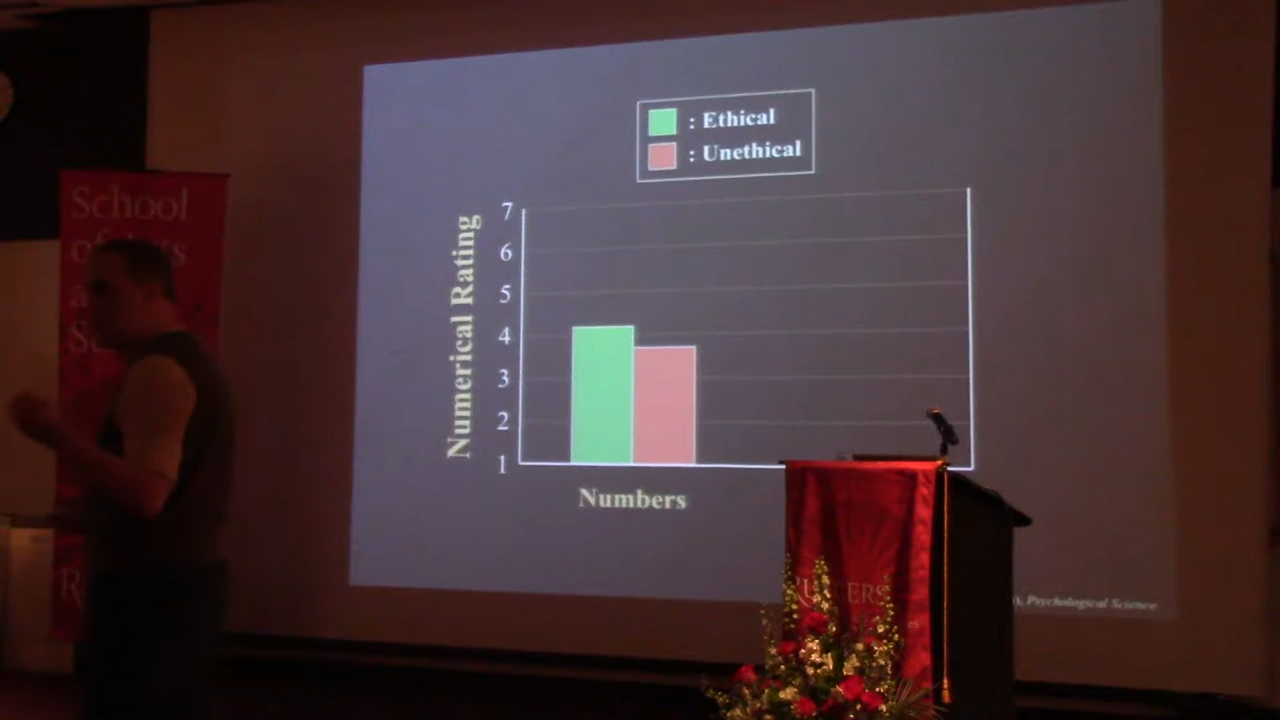 : Ethical
: Unethical
Numerical Rating
7
6
5
4
3
2
1
Numbers
School
Psychological Science